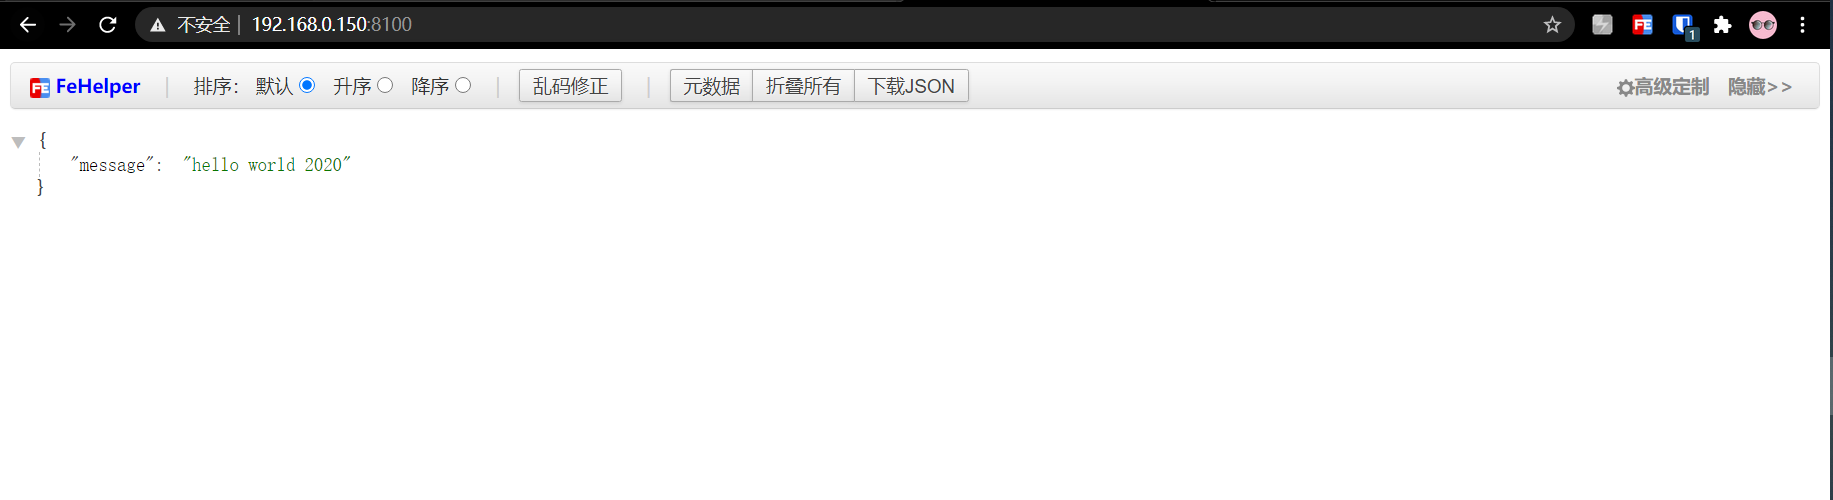 不安全 | 192.168.0.150:8100
1
FE FeHelper | 排序： 默认 升序 降序 | 乱码修正 | 元数据 折叠所有 下载JSON 高级定制 隐藏>>
{
"message": "hello world 2020"
}